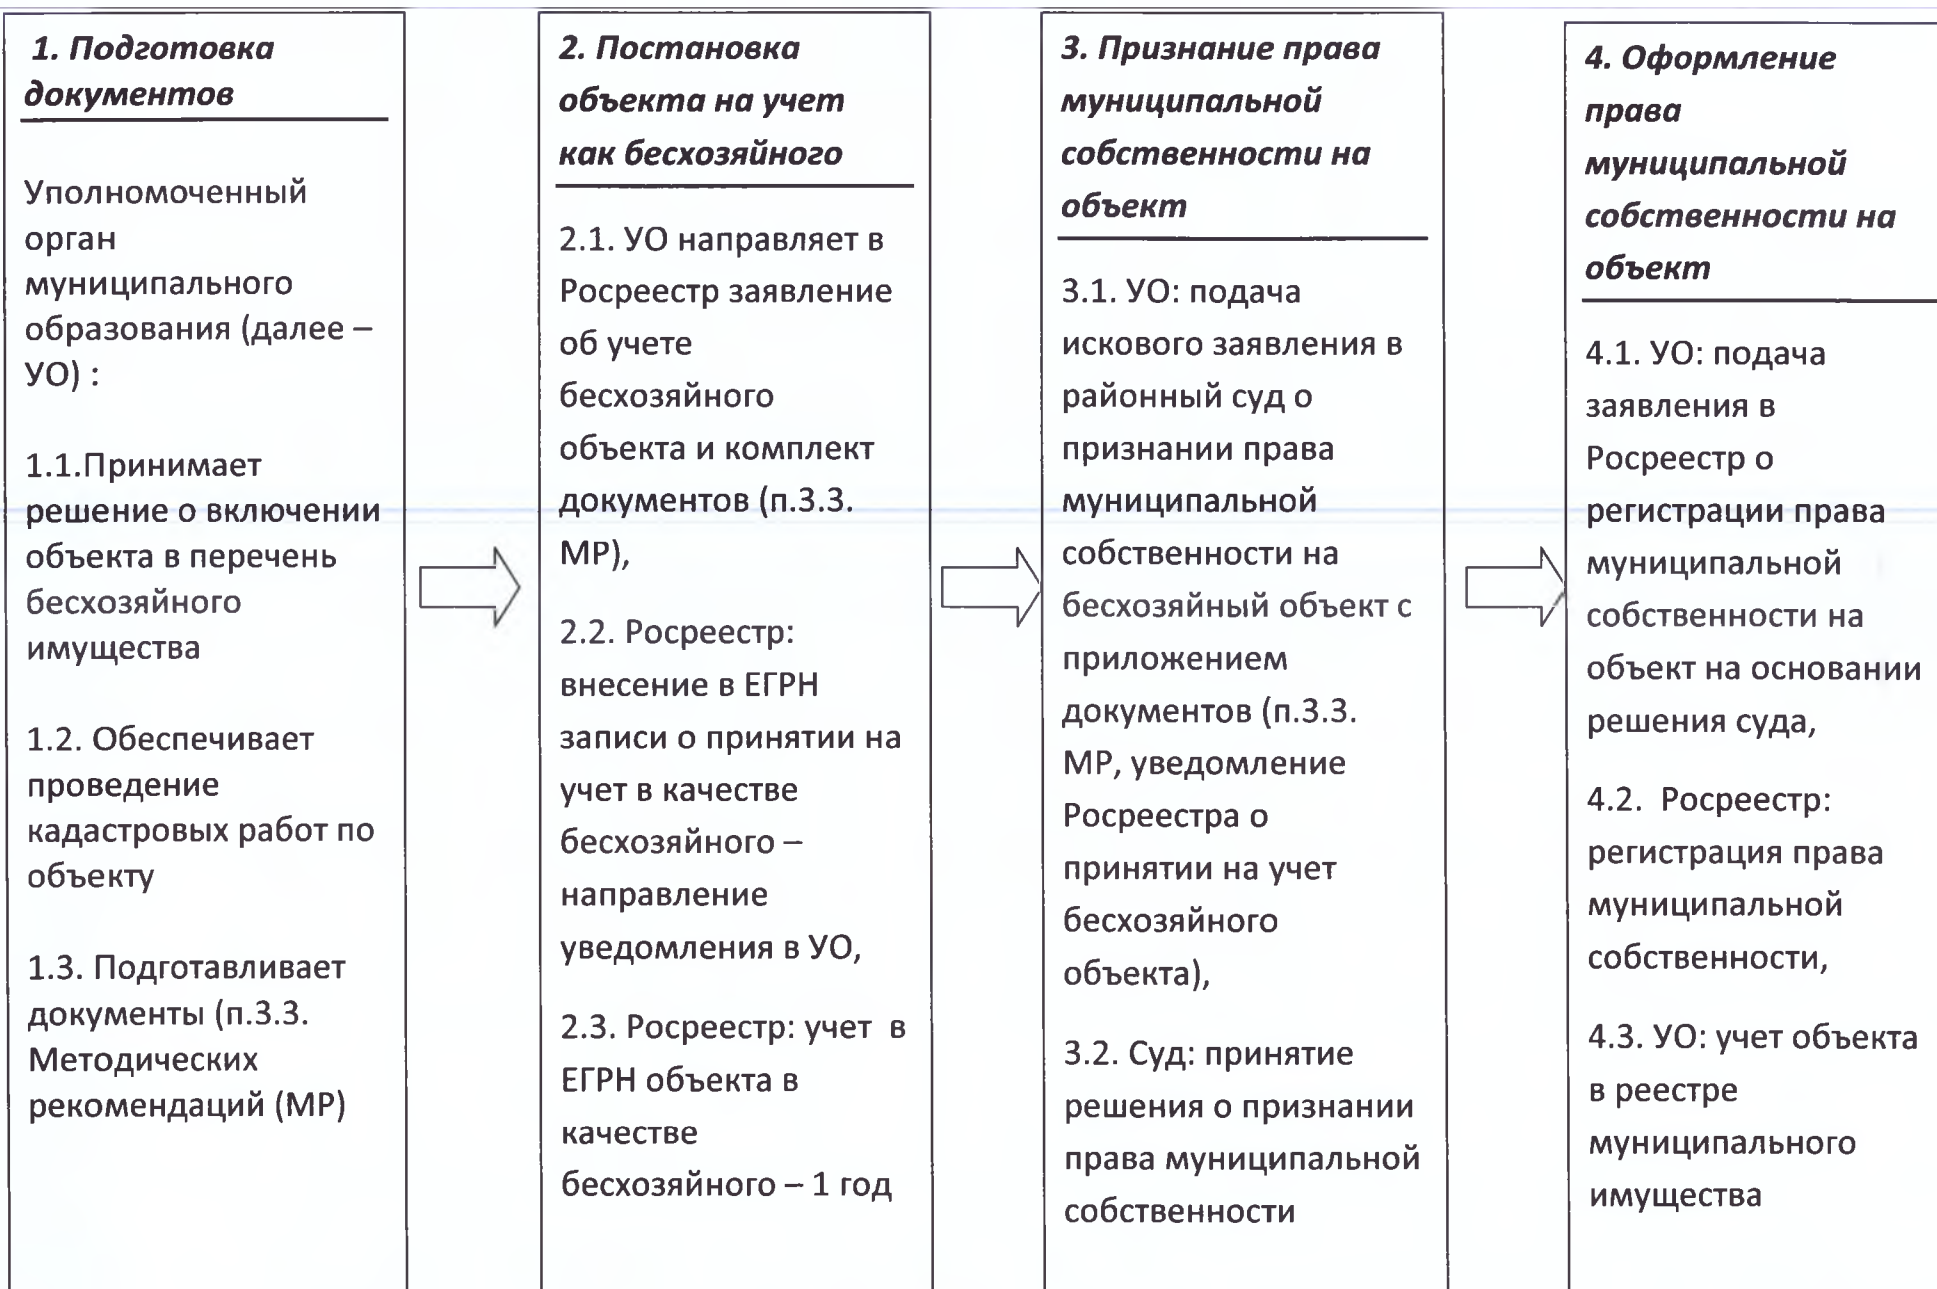 1. Подготовка
документов
Уполномоченный
орган
муниципального
образования (далее –
УО) :
1.1.Принимает
решение о включении
объекта в перечень
бесхозяйного
имущества
1.2. Обеспечивает
проведение
кадастровых работ по
объекту
1.3. Подготавливает
документы (п.3.3.
Методических
рекомендаций (МР)
2. Постановка
объекта на учет
как бесхозяйного
2.1. УО направляет в
Росреестр заявление
об учете
бесхозяйного
объекта и комплект
документов (п.3.3.
МР),
2.2. Росреестр:
внесение в ЕГРН
записи о принятии на
учет в качестве
бесхозяйного –
направление
уведомления в УО,
2.3. Росреестр: учет в
ЕГРН объекта в
качестве
бесхозяйного – 1 год
3. Признание права
муниципальной
собственности на
объект
3.1. УО: подача
искового заявления в
районный суд о
признании права
муниципальной
собственности на
бесхозяйный объект с
приложением
документов (п.3.3.
МР, уведомление
Росреестра о
принятии на учет
бесхозяйного
объекта),
3.2. Суд: принятие
решения о признании
права муниципальной
собственности
4. Оформление
права
муниципальной
собственности на
объект
4.1. УО: подача
заявления в
Росреестр о
регистрации права
муниципальной
собственности на
объект на основании
решения суда,
4.2. Росреестр:
регистрация права
муниципальной
собственности,
4.3. УО: учет объекта
в реестре
муниципального
имущества